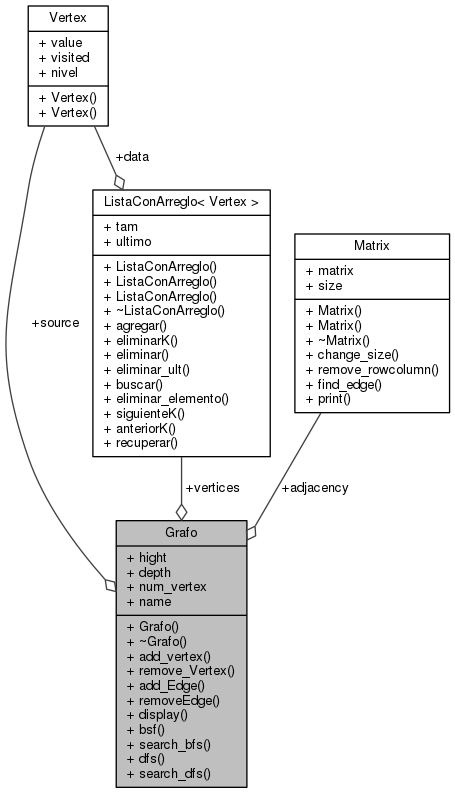 Vertex
+ value
+ visited
+ nivel
+ Vertex()
+ Vertex()
+data
ListaConArreglo< Vertex >
+ tam
+ ultimo
+ ListaConArreglo()
+ ListaConArreglo()
+ ListaConArreglo()
+ ~ListaConArreglo()
+ agregar()
+ eliminarK()
+ eliminar()
+ eliminar_ult()
+ buscar()
+ eliminar_elemento()
+ siguienteK()
+ anteriorK()
+ recuperar()
Matrix
+ matrix
+ size
+ Matrix()
+ Matrix()
+ ~Matrix()
+ change_size()
+ remove_rowcolumn()
+ find_edge()
+ print()
+source
+vertices
+adjacency
Grafo
+ hight
+ depth
+ num_vertex
+ name
+ Grafo()
+ ~Grafo()
+ add_vertex()
+ remove_Vertex()
+ add_Edge()
+ removeEdge()
+ display()
+ bsf()
+ search_bfs()
+ dfs()
+ search_dfs()